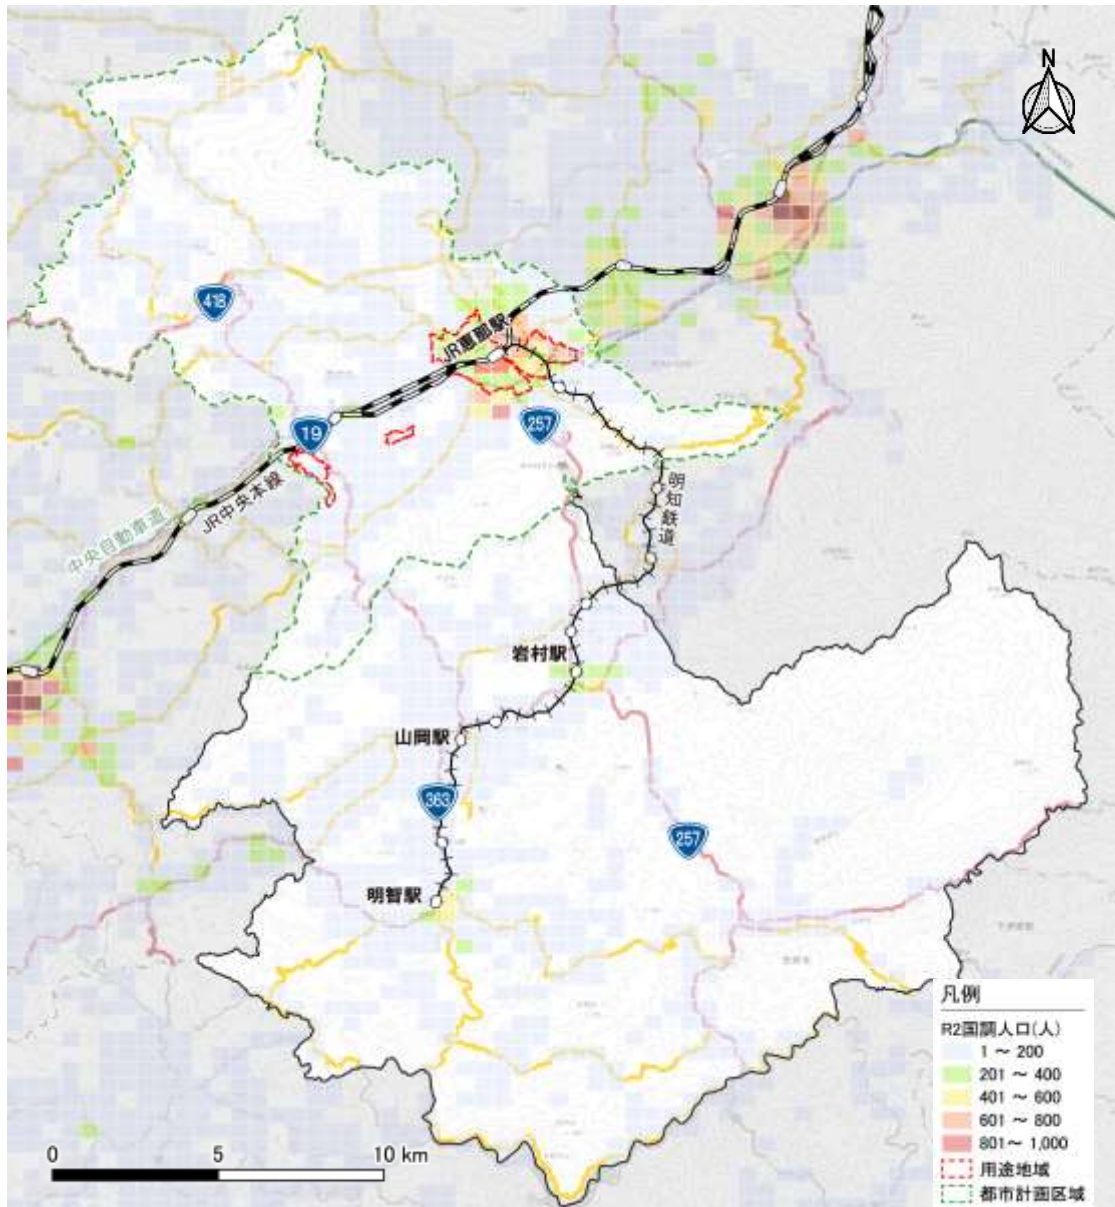 N
418
JR恵那駅
19
257
中央自動車道
JR中央本線
明知鉄道
岩村駅
山岡駅
363
257
明智駅
凡例
R2国調人口(人)
1 ～ 200
201 ～ 400
401 ～ 600
601 ～ 800
801～ 1,000
用途地域
都市計画区域
0 5 10 km